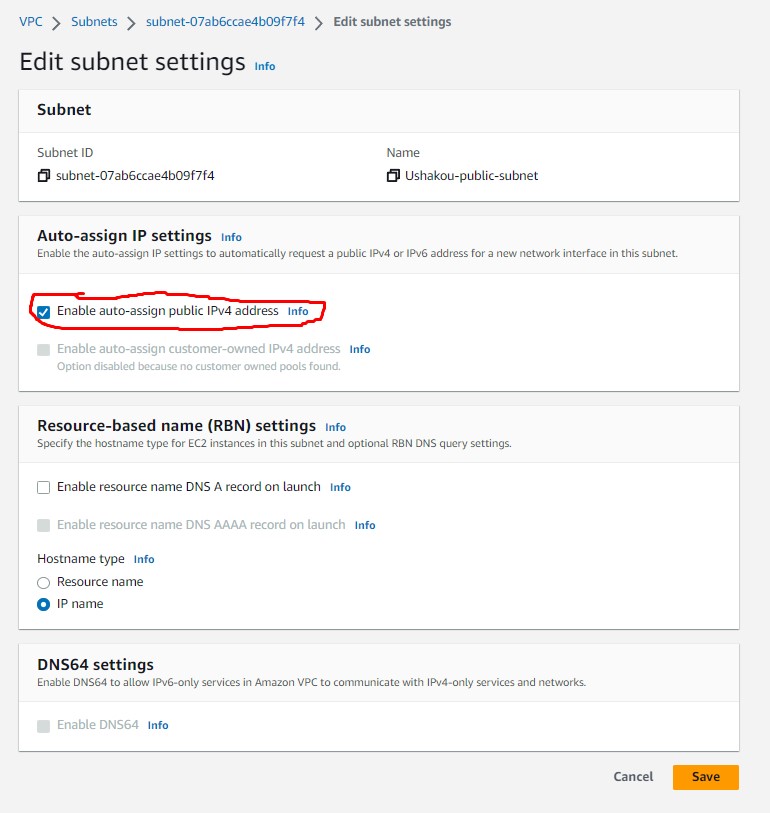 VPC > Subnets > subnet-07ab6ccae4b09f7f4 > Edit subnet settings
Edit subnet settings Info
Subnet
Subnet ID Name
subnet-07ab6ccae4b09f7f4 Ushakou-public-subnet
Auto-assign IP settings Info
Enable the auto-assign IP settings to automatically request a public IPv4 or IPv6 address for a new network interface in this subnet.
Enable auto-assign public IPv4 address Info
Enable auto-assign customer-owned IPv4 address Info
Option disabled because no customer owned pools found.
Resource-based name (RBN) settings Info
Specify the hostname type for EC2 instances in this subnet and optional RBN DNS query settings.
Enable resource name DNS A record on launch Info
Enable resource name DNS AAAA record on launch Info
Hostname type Info
Resource name
IP name
DNS64 settings
Enable DNS64 to allow IPv6-only services in Amazon VPC to communicate with IPv4-only services and networks.
Enable DNS64 Info
Cancel Save